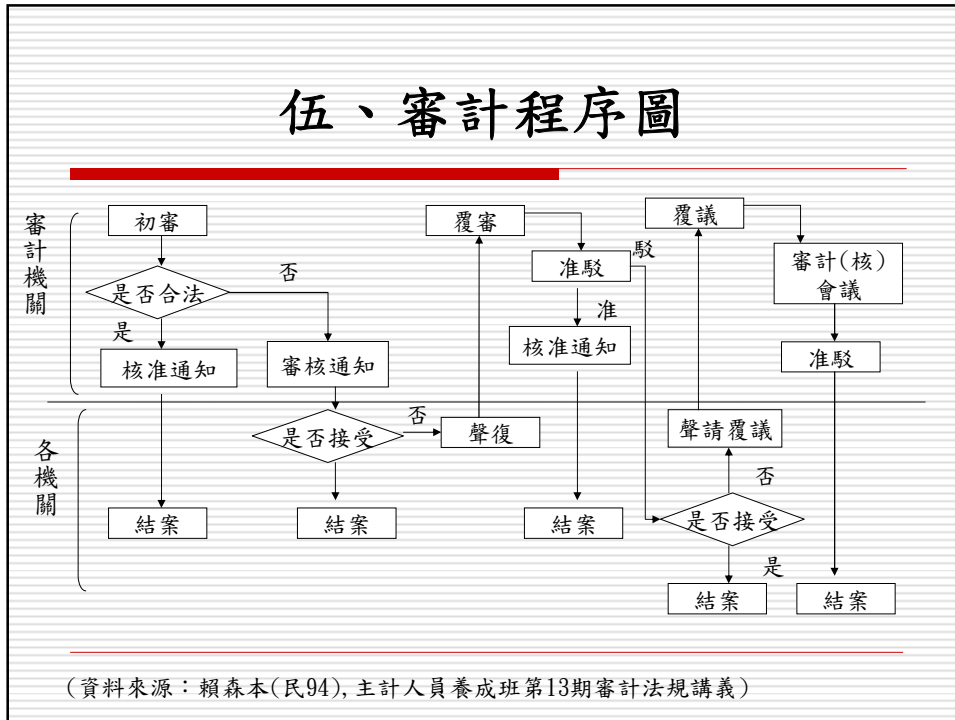 伍、審計程序圖
審計機關
初審
是否合法
否
是
核准通知
審核通知
覆審
准駁
駁
准
核准通知
覆議
審計(核)
會議
准駁
各機關
是否接受
否
聲復
聲請覆議
否
是否接受
是
結案
結案
結案
結案
結案
(資料來源：賴森本(民94),主計人員養成班第13期審計法規講義)